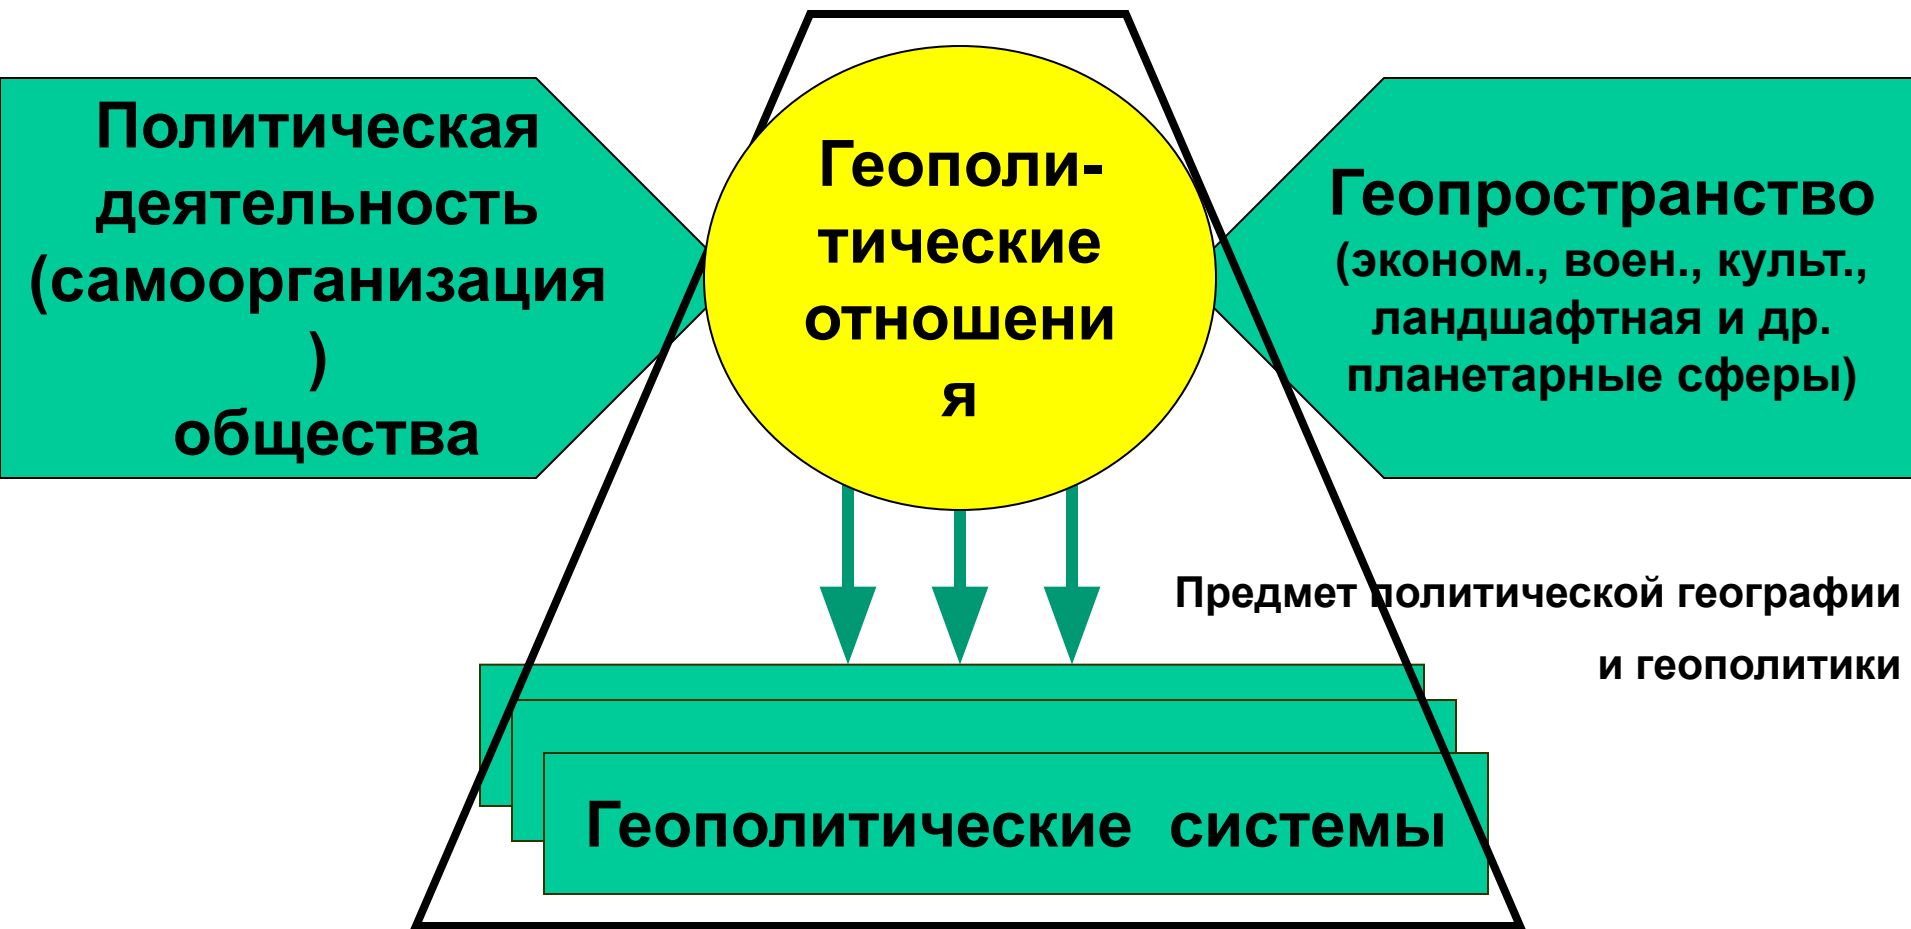 Политическая
деятельность
(самоорганизация
)
общества
Геополи-
тические
отношени
я
Геопространство
(эконом., воен., культ.,
ландшафтная и др.
планетарные сферы)
Предмет политической географии
и геополитики
Геополитические системы